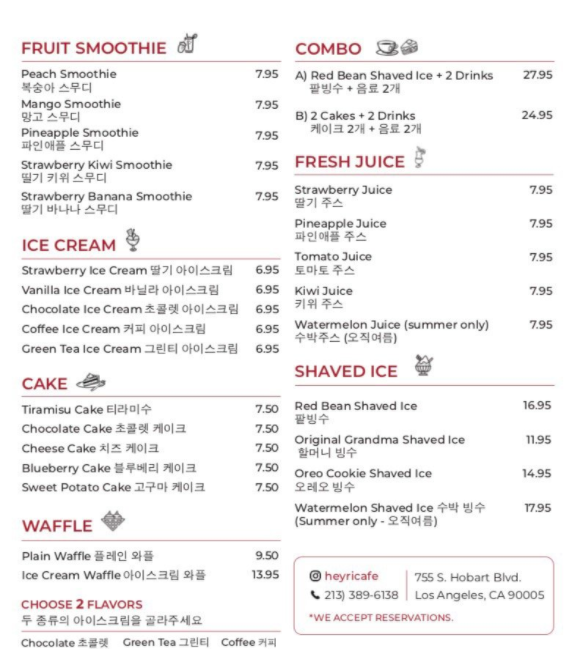 FRUIT SMOOTHIE
Peach Smoothie 7.95
복숭아 스무디
Mango Smoothie 7.95
망고 스무디
Pineapple Smoothie 7.95
파인애플 스무디
Strawberry Kiwi Smoothie 7.95
딸기 키위 스무디
Strawberry Banana Smoothie 7.95
딸기 바나나 스무디
ICE CREAM
Strawberry Ice Cream 딸기 아이스크림 6.95
Vanilla Ice Cream 바닐라 아이스크림 6.95
Chocolate Ice Cream 초콜렛 아이스크림 6.95
Coffee Ice Cream 커피 아이스크림 6.95
Green Tea Ice Cream 그린티 아이스크림 6.95
CAKE
Tiramisu Cake 티라미수 7.50
Chocolate Cake 초콜렛 케이크 7.50
Cheese Cake 치즈 케이크 7.50
Blueberry Cake 블루베리 케이크 7.50
Sweet Potato Cake 고구마 케이크 7.50
WAFFLE
Plain Waffle 플레인 와플 9.50
Ice Cream Waffle 아이스크림 와플 13.95
CHOOSE 2 FLAVORS
두 종류의 아이스크림을 골라주세요
Chocolate 초콜렛 Green Tea 그린티 Coffee 커피
COMBO
A) Red Bean Shaved Ice + 2 Drinks 27.95
팥빙수 + 음료 2개
B) 2 Cakes + 2 Drinks 24.95
케이크 2개 + 음료 2개
FRESH JUICE
Strawberry Juice 7.95
딸기 주스
Pineapple Juice 7.95
파인애플 주스
Tomato Juice 7.95
토마토 주스
Kiwi Juice 7.95
키위 주스
Watermelon Juice (summer only) 7.95
수박주스 (오직여름)
SHAVED ICE
Red Bean Shaved Ice 16.95
팥빙수
Original Grandma Shaved Ice 11.95
할머니 빙수
Oreo Cookie Shaved Ice 14.95
오레오 빙수
Watermelon Shaved Ice 수박 빙수 17.95
(Summer only - 오직여름)
heyricafe
213) 389-6138
755 S. Hobart Blvd.
Los Angeles, CA 90005
*WE ACCEPT RESERVATIONS.